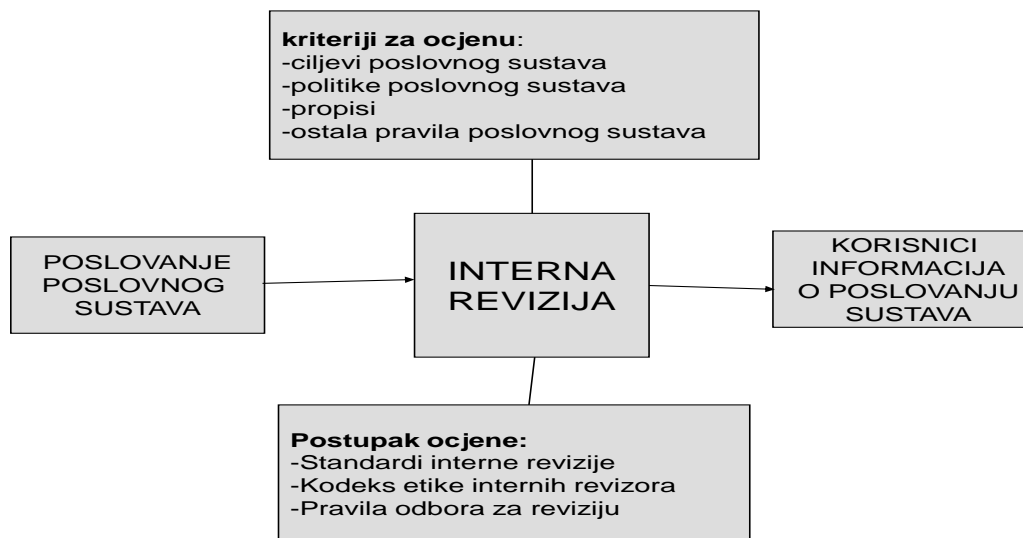 kriteriji za ocjenu:
-ciljevi poslovnog sustava
-politike poslovnog sustava
-propisi
-ostala pravila poslovnog sustava
POSLOVANJE
POSLOVNOG
SUSTAVA
INTERNA
REVIZIJA
KORISNICI
INFORMACIJA
O POSLOVANJU
SUSTAVA
Postupak ocjene:
-Standardi interne revizije
-Kodeks etike internih revizora
-Pravila odbora za reviziju